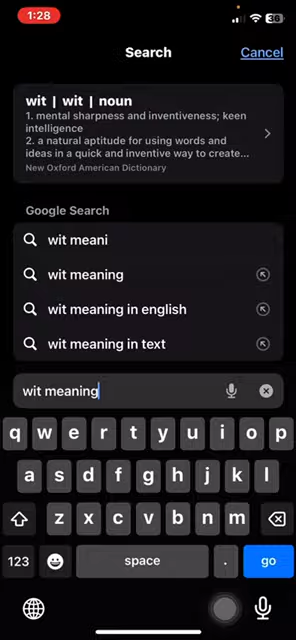 1:28
36
Search
Cancel
wit | wit | noun
1. mental sharpness and inventiveness; keen
intelligence
2. a natural aptitude for using words and
ideas in a quick and inventive way to create...
New Oxford American Dictionary
Google Search
wit meani
wit meaning
wit meaning in english
wit meaning in text
wit meaning
q w e r t y u i o p
a s d f g h j k l
z x c v b n m
123 space . go